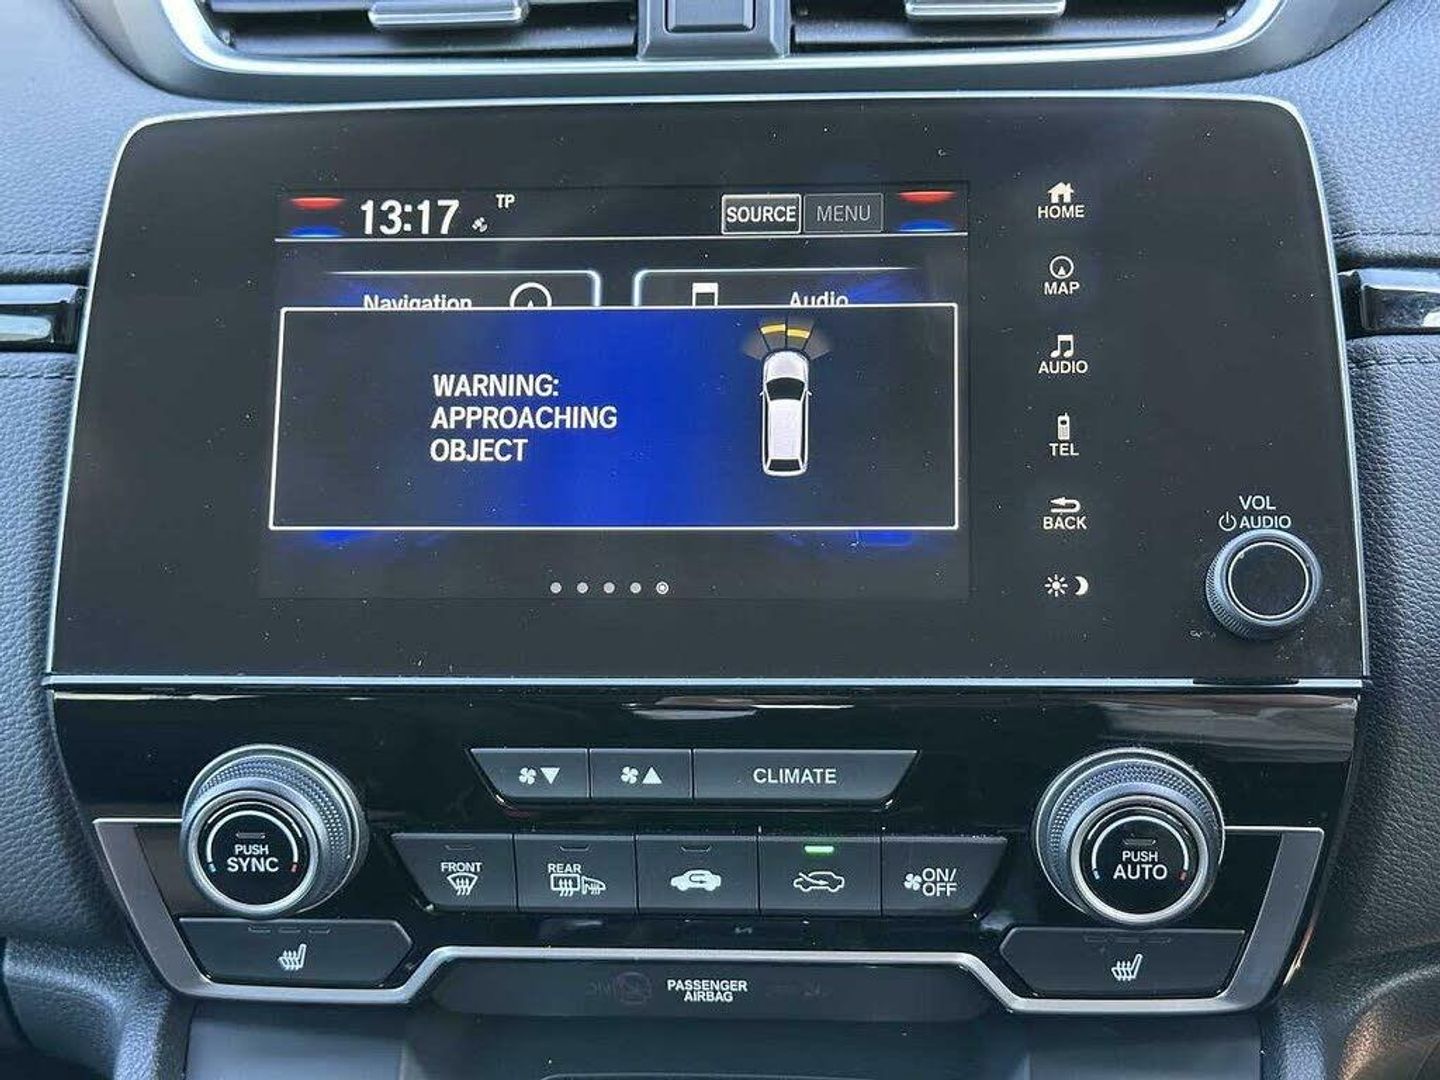 13:17 TP SOURCE MENU
Navigation Audio
WARNING:
APPROACHING
OBJECT
HOME
MAP
AUDIO
TEL
BACK
VOL
AUDIO
CLIMATE
PUSH
SYNC
FRONT
REAR
ON/
OFF
PUSH
AUTO
PASSENGER
AIRBAG